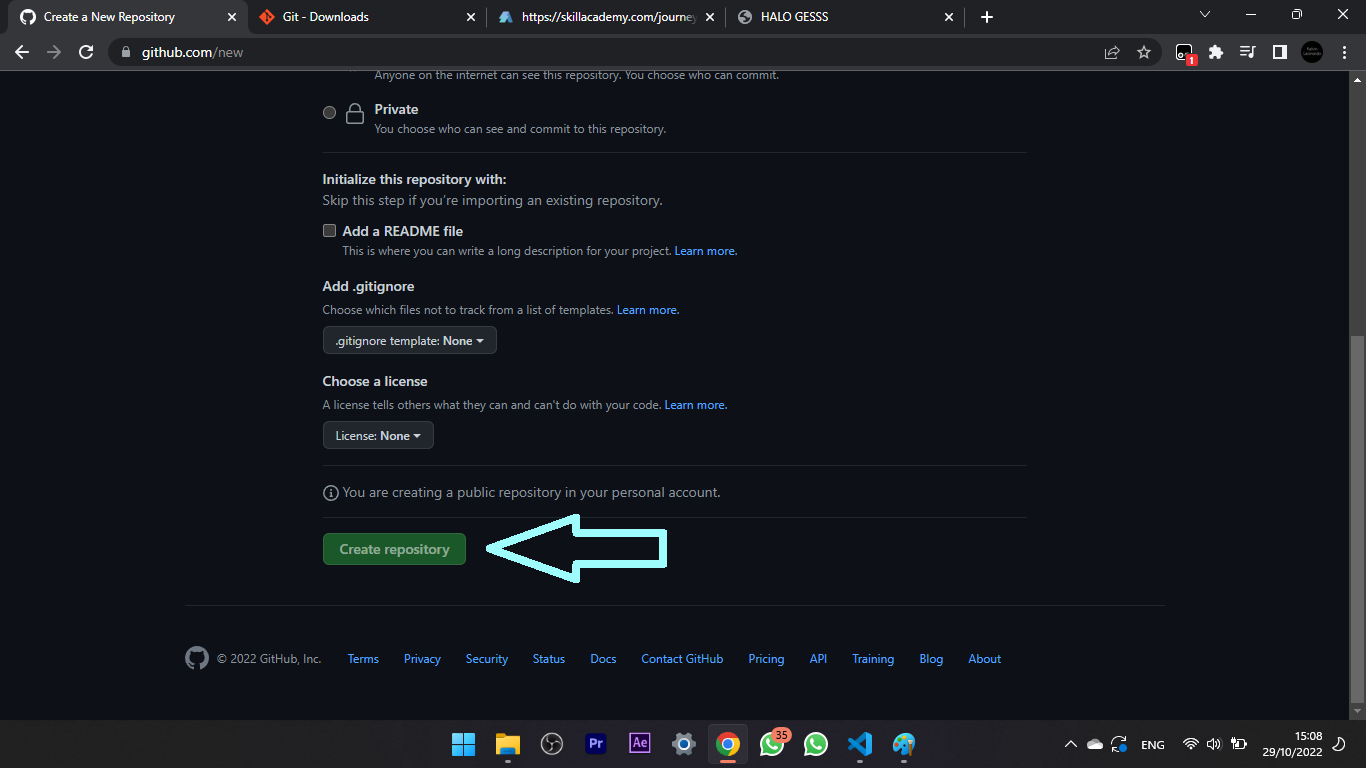 Create a New Repository
Git - Downloads
https://skillacademy.com/journey
HALO GESSS
github.com/new
1
Anyone on the internet can see this repository. You choose who can commit.
Private
You choose who can see and commit to this repository.
Initialize this repository with:
Skip this step if you're importing an existing repository.
Add a README file
This is where you can write a long description for your project. Learn more.
Add .gitignore
Choose which files not to track from a list of templates. Learn more.
.gitignore template: None
Choose a license
A license tells others what they can and can't do with your code. Learn more.
License: None
You are creating a public repository in your personal account.
Create repository
© 2022 GitHub, Inc. Terms Privacy Security Status Docs Contact GitHub Pricing API Training Blog About
Pr
Ae
35
ENG
15:08
29/10/2022